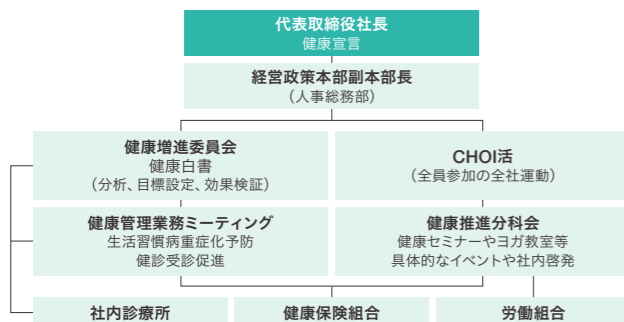 代表取締役社長
健康宣言
経営政策本部副本部長
（人事総務部）
健康増進委員会
健康白書
（分析、目標設定、効果検証）
CHOI活
（全員参加の全社運動）
健康管理業務ミーティング
生活習慣病重症化予防
健診受診促進
健康推進分科会
健康セミナーやヨガ教室等
具体的なイベントや社内啓発
社内診療所
健康保険組合
労働組合